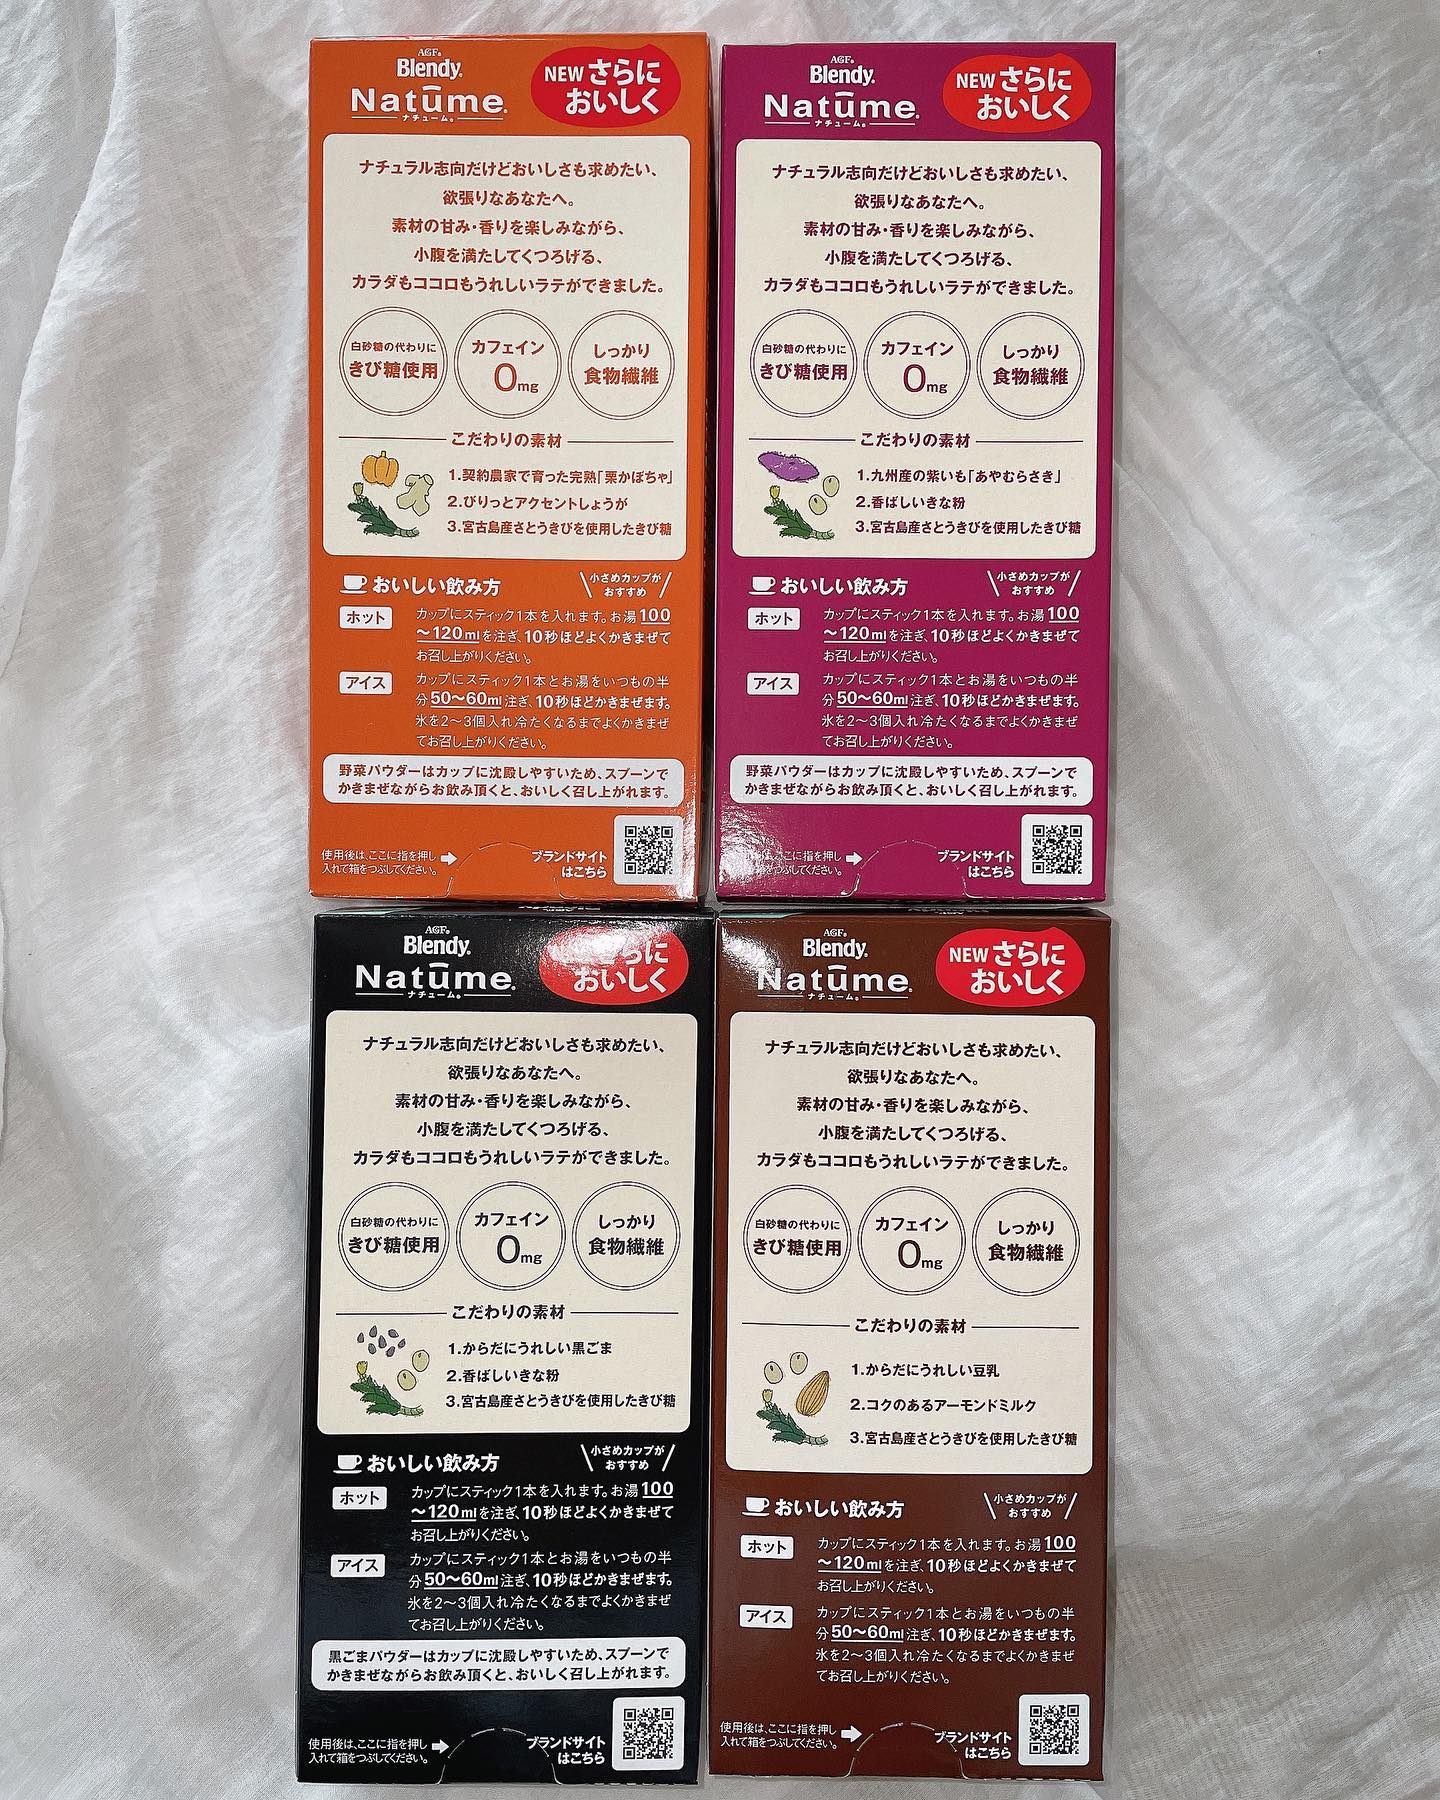 AGF®
Blendy®
Natūme®
ナチューム®
NEW さらに
おいしく
ナチュラル志向だけどおいしさも求めたい、
欲張りなあなたへ。
素材の甘み・香りを楽しみながら、
小腹を満たしてくつろげる、
カラダもココロもうれしいラテができました。
白砂糖の代わりに
きび糖使用
カフェイン
0mg
しっかり
食物繊維
こだわりの素材
1.契約農家で育った完熟「栗かぼちゃ」
2.ぴりっとアクセントしょうが
3.宮古島産さとうきびを使用したきび糖
おいしい飲み方
小さめカップが
おすすめ
ホット
カップにスティック1本を入れます。お湯100
～120mlを注ぎ、10秒ほどよくかきまぜて
お召し上がりください。
アイス
カップにスティック1本とお湯をいつもの半
分50～60ml注ぎ、10秒ほどかきまぜます。
氷を2～3個入れ冷たくなるまでよくかきまぜ
てお召し上がりください。
野菜パウダーはカップに沈殿しやすいため、スプーンで
かきまぜながらお飲み頂くと、おいしく召し上がれます。
使用後は、ここに指を押し
入れて箱をつぶしてください。
ブランドサイト
はこちら
AGF®
Blendy®
Natūme®
ナチューム®
NEW さらに
おいしく
ナチュラル志向だけどおいしさも求めたい、
欲張りなあなたへ。
素材の甘み・香りを楽しみながら、
小腹を満たしてくつろげる、
カラダもココロもうれしいラテができました。
白砂糖の代わりに
きび糖使用
カフェイン
0mg
しっかり
食物繊維
こだわりの素材
1.九州産の紫いも「あやむらさき」
2.香ばしいきな粉
3.宮古島産さとうきびを使用したきび糖
おいしい飲み方
小さめカップが
おすすめ
ホット
カップにスティック1本を入れます。お湯100
～120mlを注ぎ、10秒ほどよくかきまぜて
お召し上がりください。
アイス
カップにスティック1本とお湯をいつもの半
分50～60ml注ぎ、10秒ほどかきまぜます。
氷を2～3個入れ冷たくなるまでよくかきまぜ
てお召し上がりください。
野菜パウダーはカップに沈殿しやすいため、スプーンで
かきまぜながらお飲み頂くと、おいしく召し上がれます。
ここに指を押し
箱をつぶしてください。
ブランドサイト
はこちら
AGF®
Blendy®
Natūme®
ナチューム®
さらに
おいしく
ナチュラル志向だけどおいしさも求めたい、
欲張りなあなたへ。
素材の甘み・香りを楽しみながら、
小腹を満たしてくつろげる、
カラダもココロもうれしいラテができました。
白砂糖の代わりに
きび糖使用
カフェイン
0mg
しっかり
食物繊維
こだわりの素材
1.からだにうれしい黒ごま
2.香ばしいきな粉
3.宮古島産さとうきびを使用したきび糖
おいしい飲み方
小さめカップが
おすすめ
ホット
カップにスティック1本を入れます。お湯100
～120mlを注ぎ、10秒ほどよくかきまぜて
お召し上がりください。
アイス
カップにスティック1本とお湯をいつもの半
分50～60ml注ぎ、10秒ほどかきまぜます。
氷を2～3個入れ冷たくなるまでよくかきまぜ
てお召し上がりください。
黒ごまパウダーはカップに沈殿しやすいため、スプーンで
かきまぜながらお飲み頂くと、おいしく召し上がれます。
使用後は、ここに指を押し
入れて箱をつぶしてください。
ブランドサイト
はこちら
AGF®
Blendy®
Natūme®
ナチューム®
NEW さらに
おいしく
ナチュラル志向だけどおいしさも求めたい、
欲張りなあなたへ。
素材の甘み・香りを楽しみながら、
小腹を満たしてくつろげる、
カラダもココロもうれしいラテができました。
白砂糖の代わりに
きび糖使用
カフェイン
0mg
しっかり
食物繊維
こだわりの素材
1.からだにうれしい豆乳
2.コクのあるアーモンドミルク
3.宮古島産さとうきびを使用したきび糖
おいしい飲み方
小さめカップが
おすすめ
ホット
カップにスティック1本を入れます。お湯100
～120mlを注ぎ、10秒ほどよくかきまぜて
お召し上がりください。
アイス
カップにスティック1本とお湯をいつもの半
分50～60ml注ぎ、10秒ほどかきまぜます。
氷を2～3個入れ冷たくなるまでよくかきまぜ
てお召し上がりください。
使用後は、ここに指を押し
入れて箱をつぶしてください。
ブランドサイト
はこちら